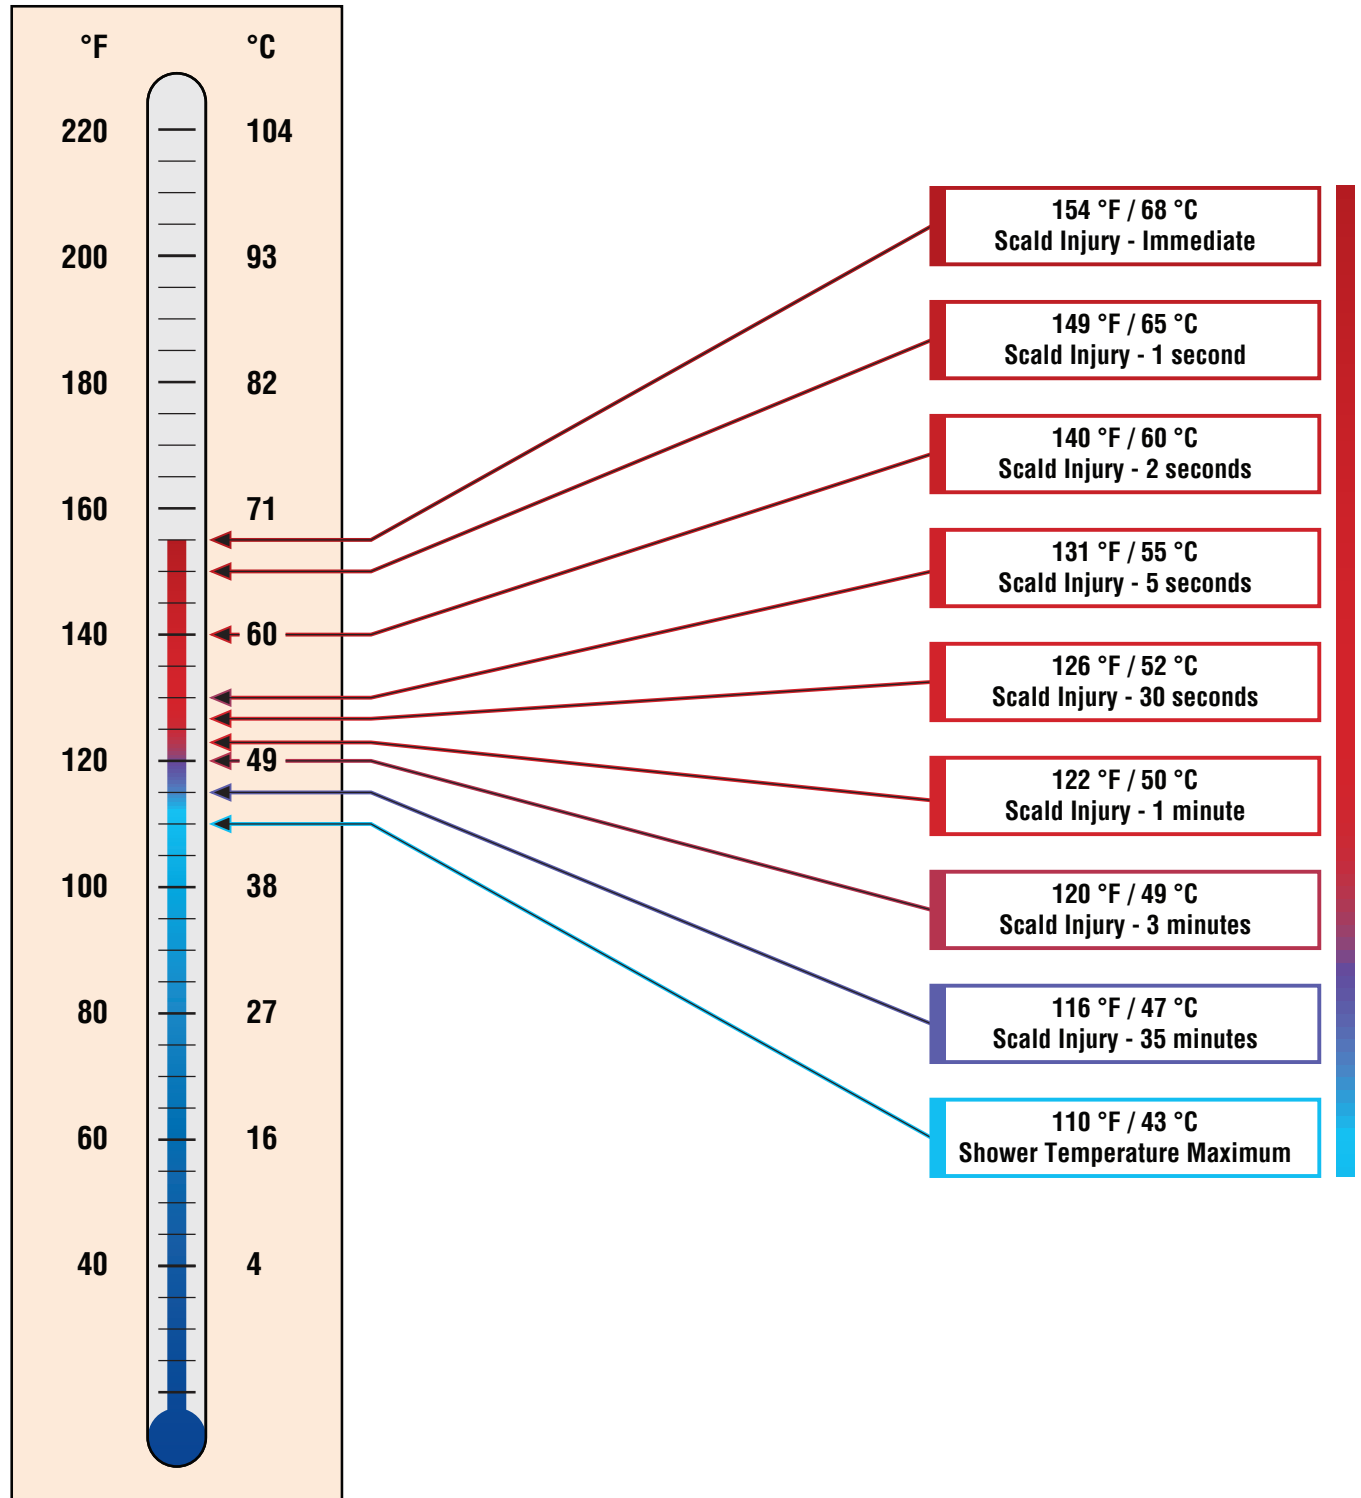 °F °C
220 104
200 93
180 82
160 71
140 60
120 49
100 38
80 27
60 16
40 4
154 °F / 68 °C
Scald Injury - Immediate
149 °F / 65 °C
Scald Injury - 1 second
140 °F / 60 °C
Scald Injury - 2 seconds
131 °F / 55 °C
Scald Injury - 5 seconds
126 °F / 52 °C
Scald Injury - 30 seconds
122 °F / 50 °C
Scald Injury - 1 minute
120 °F / 49 °C
Scald Injury - 3 minutes
116 °F / 47 °C
Scald Injury - 35 minutes
110 °F / 43 °C
Shower Temperature Maximum